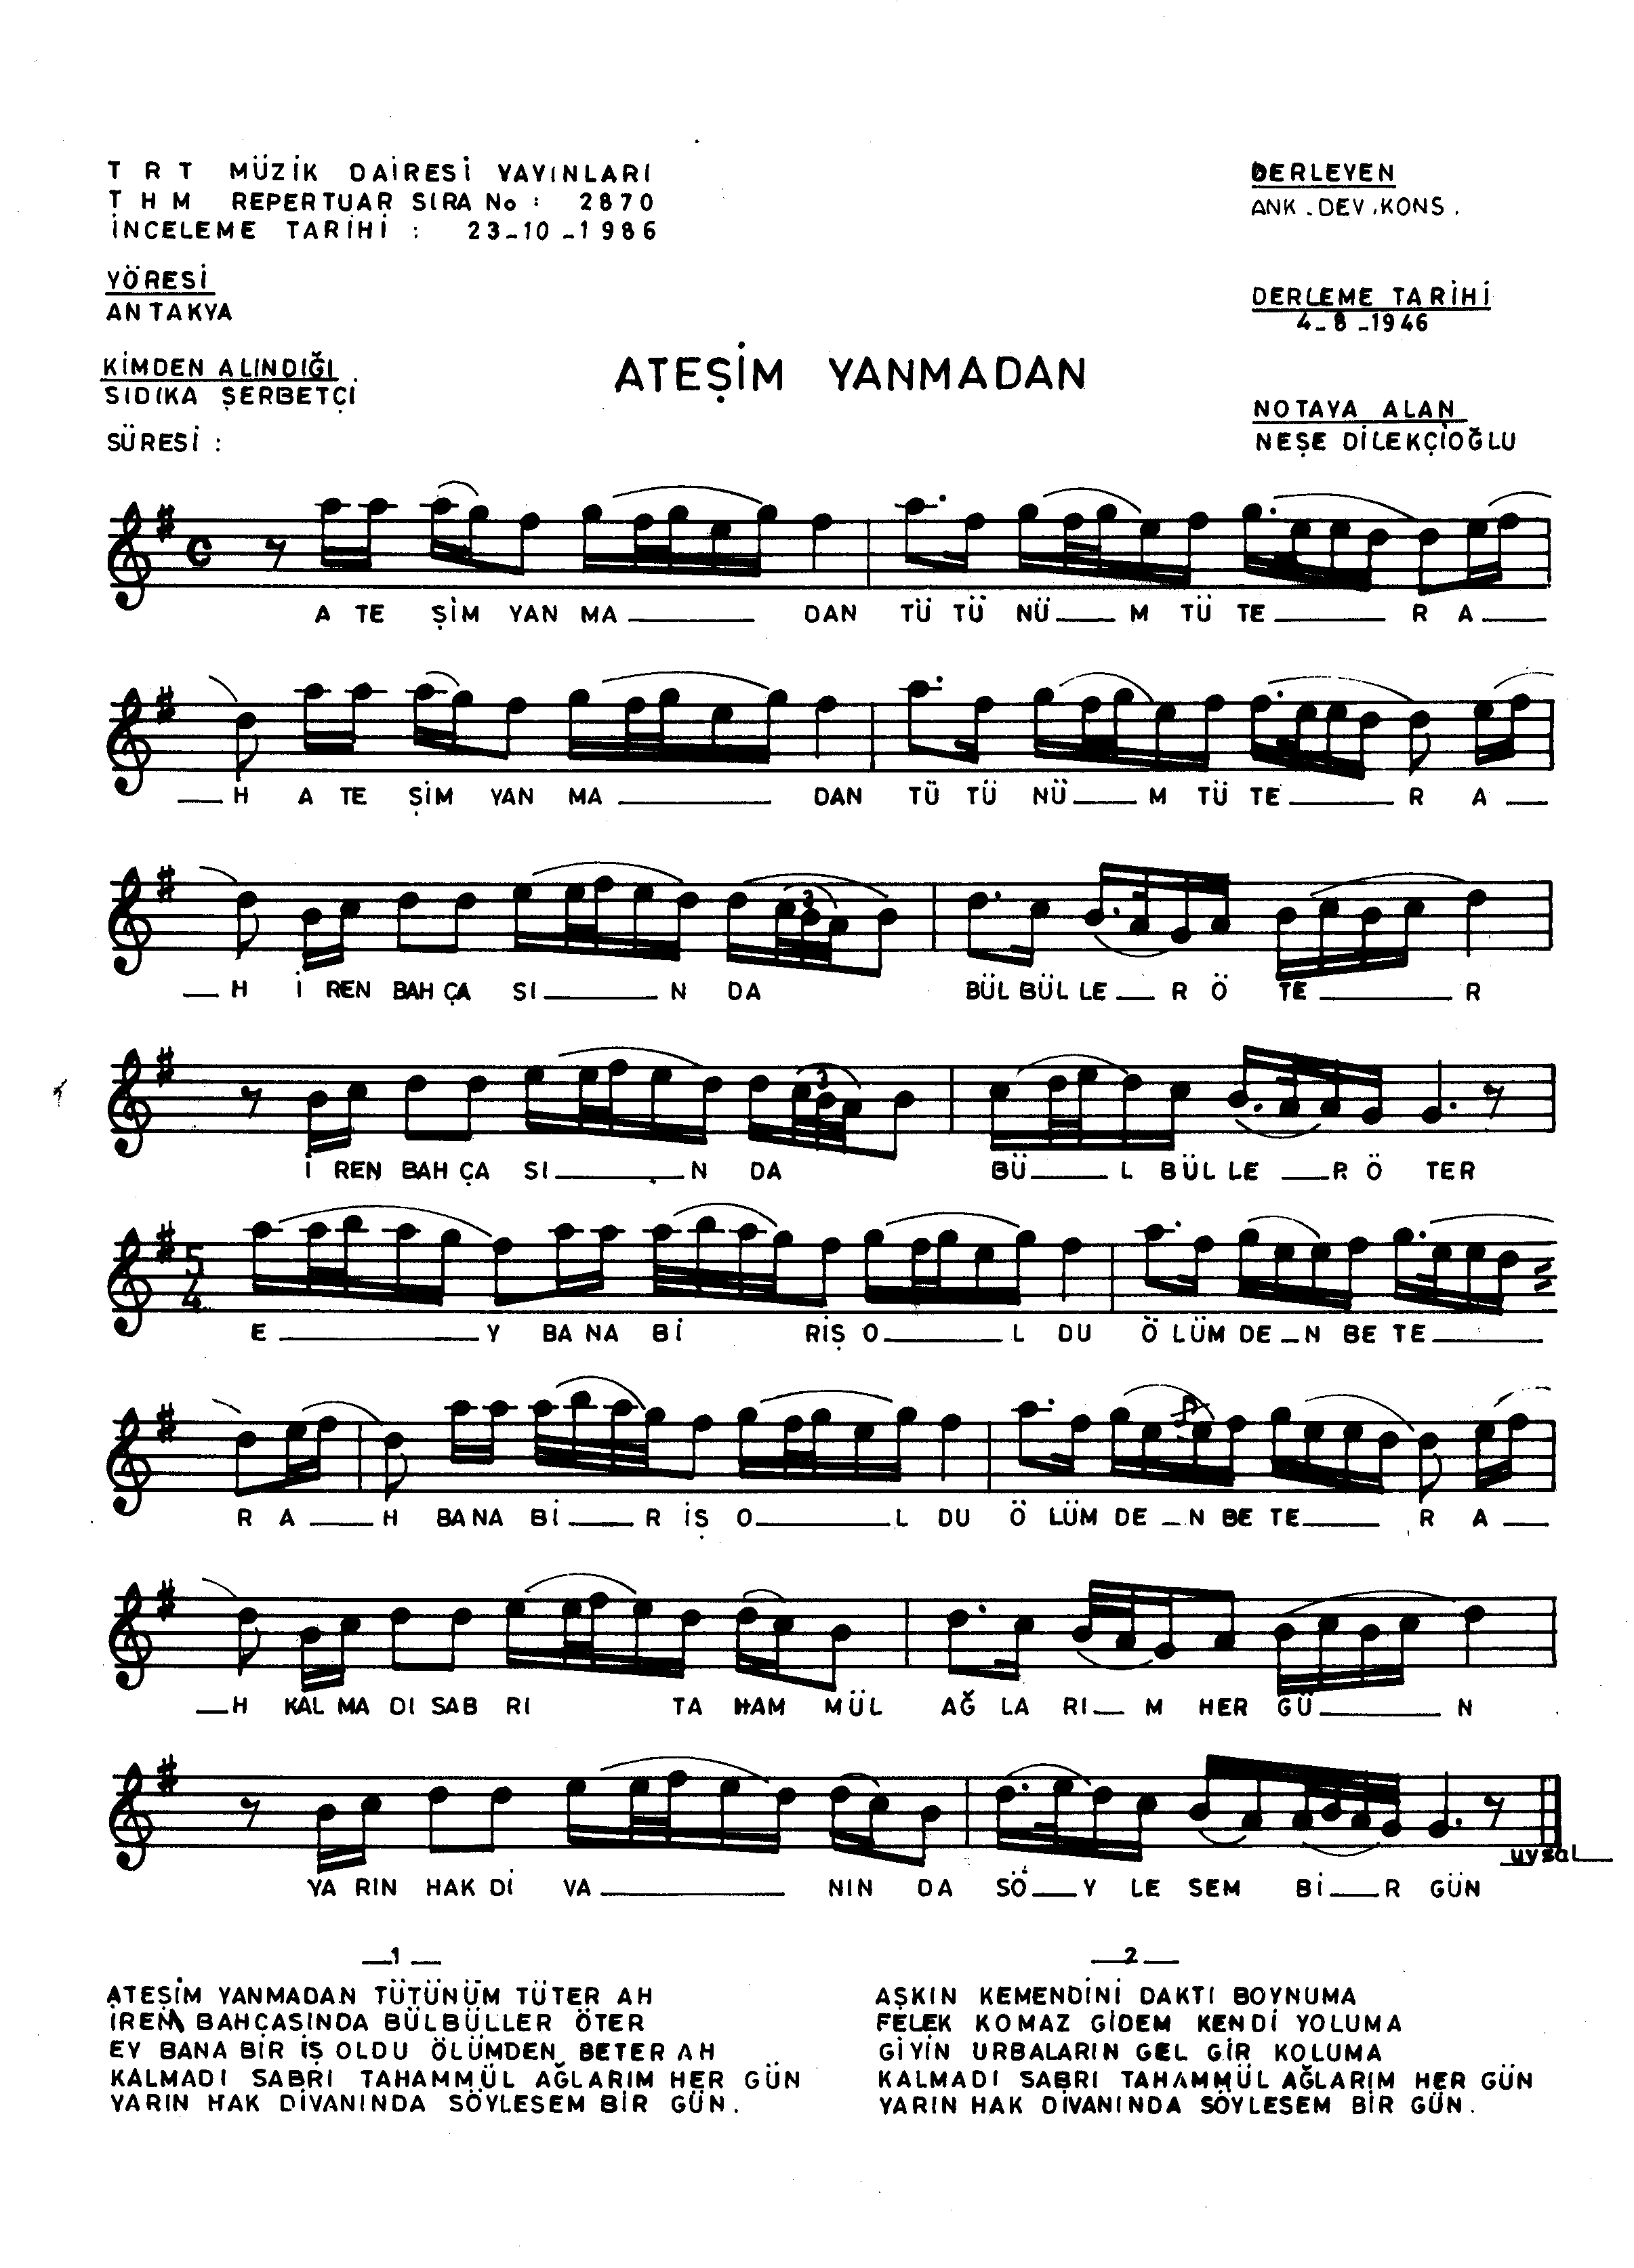 TRT MÜZİK DAİRESİ YAYINLARI
THM REPERTUAR SIRA No : 2870
İNCELEME TARİHİ : 23-10-1986
DERLEYEN
ANK. DEV. KONS.
YÖRESİ
ANTAKYA
DERLEME TARİHİ
4-8-1946
KİMDEN ALINDIĞI
SIDIKA ŞERBETÇİ
ATEŞİM YANMADAN
NOTAYA ALAN
NEŞE DİLEKÇİOĞLU
SÜRESİ :
A TE ŞİM YAN MA DAN TÜ TÜ NÜ M TÜ TE R A
H A TE ŞİM YAN MA DAN TÜ TÜ NÜ M TÜ TE R A
3
H İ REN BAH ÇA SI N DA BÜL BÜL LE R Ö TE R
3
İ REN BAH ÇA SI N DA BÜ L BÜL LE R Ö TER
5
4
E Y BA NA Bİ RİŞ O L DU Ö LÜM DE N BE TE
R A H BA NA Bİ R İŞ O L DU Ö LÜM DE N BE TE R A
H KAL MA DI SAB RI TA HAM MÜL AĞ LA RI M HER GÜ N
uysal
YA RIN HAK Dİ VA NIN DA SÖ Y LE SEM Bİ R GÜN
1
ATEŞİM YANMADAN TÜTÜNÜM TÜTER AH
İREM BAHÇASINDA BÜLBÜLLER ÖTER
EY BANA BİR İŞ OLDU ÖLÜMDEN BETER AH
KALMADI SABRI TAHAMMÜL AĞLARIM HER GÜN
YARIN HAK DİVANINDA SÖYLESEM BİR GÜN.
2
AŞKIN KEMENDİNİ DAKTI BOYNUMA
FELEK KOMAZ GİDEM KENDİ YOLUMA
GİYİN URBALARIN GEL GİR KOLUMA
KALMADI SABRI TAHAMMÜL AĞLARIM HER GÜN
YARIN HAK DİVANINDA SÖYLESEM BİR GÜN.